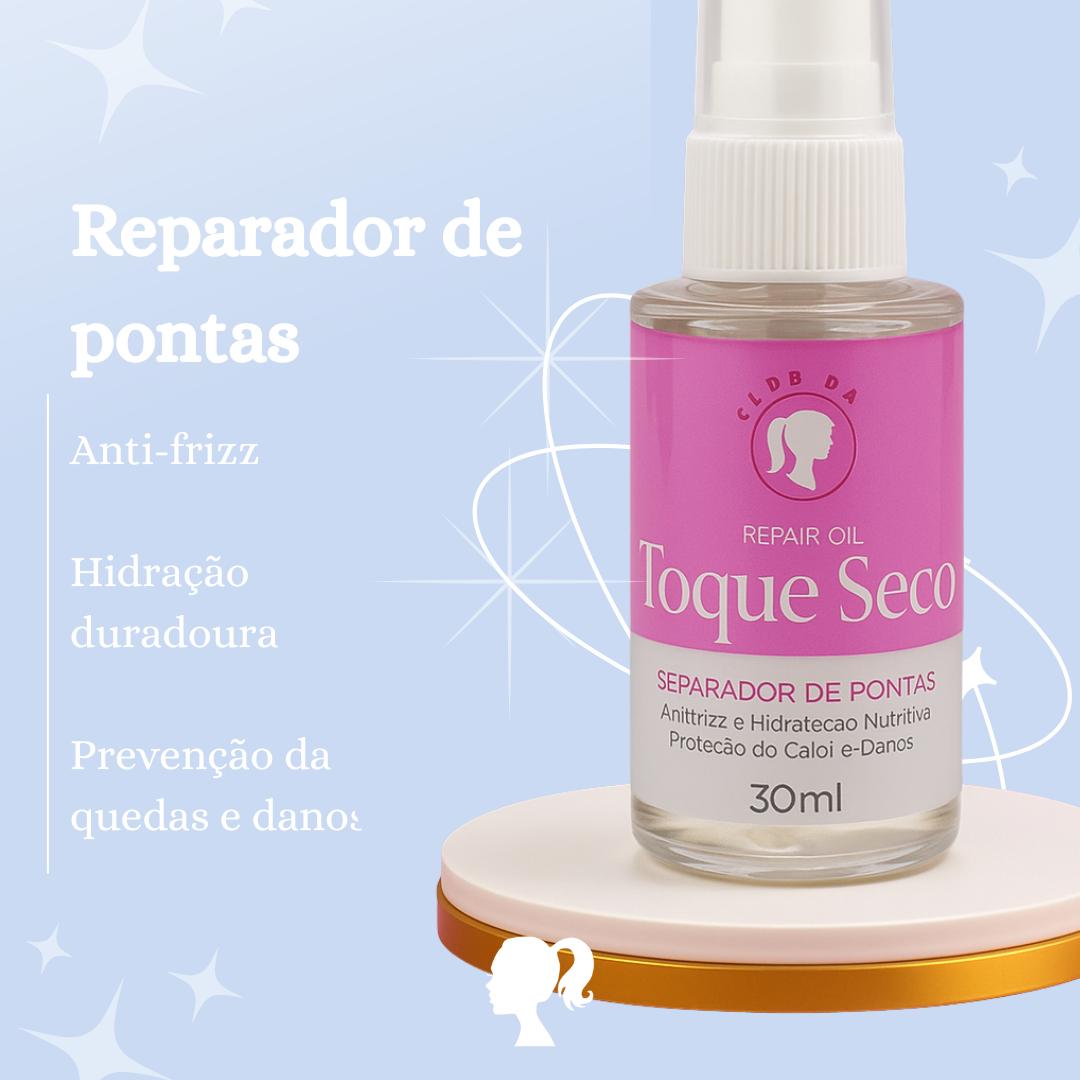 Reparador de
pontas
Anti-frizz
Hidração
duradoura
Prevenção da
quedas e danos
CLDB DA
REPAIR OIL
Toque Seco
SEPARADOR DE PONTAS
Anittrizz e Hidratecao Nutritiva
Protecão do Caloi e-Danos
30ml